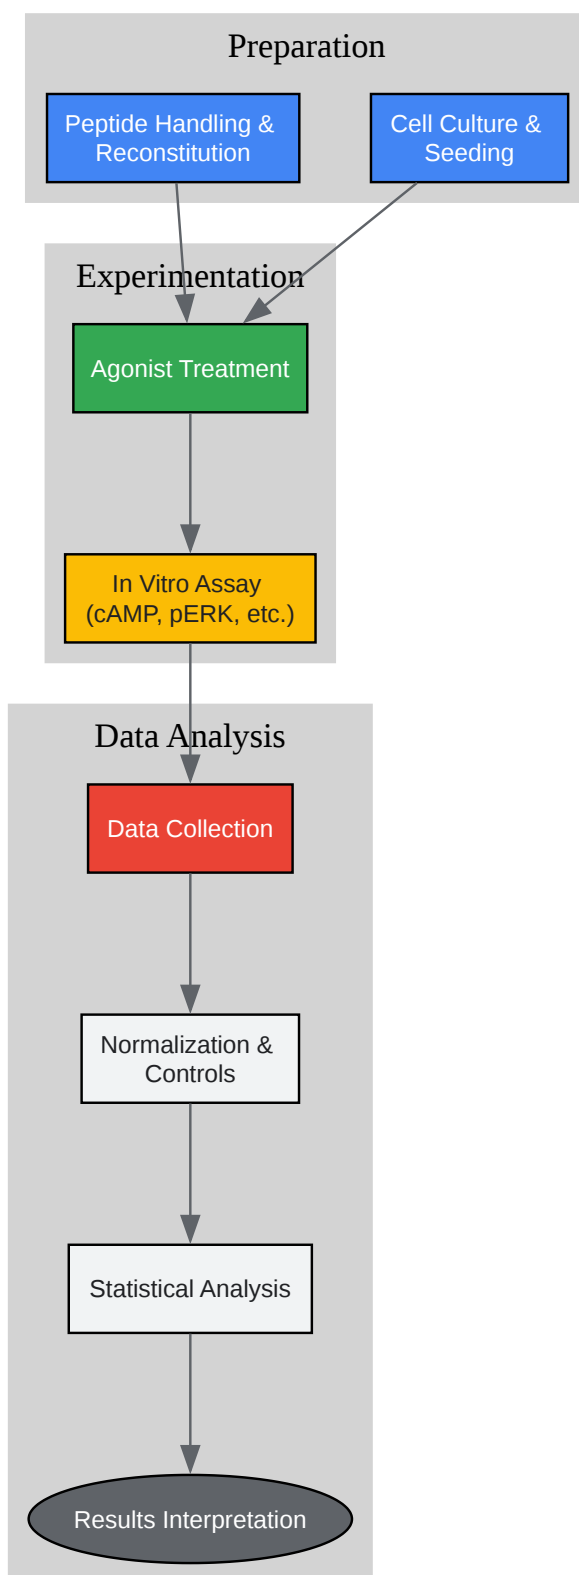 Preparation
Peptide Handling &
Reconstitution
Cell Culture &
Seeding
Experimentation
Agonist Treatment
In Vitro Assay
(cAMP, pERK, etc.)
Data Analysis
Data Collection
Normalization &
Controls
Statistical Analysis
Results Interpretation